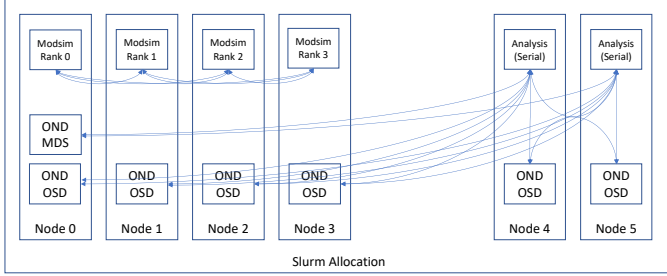 Modsim
Rank 0
Modsim
Rank 1
Modsim
Rank 2
Modsim
Rank 3
Analysis
(Serial)
Analysis
(Serial)
OND
MDS
OND
OSD
OND
OSD
OND
OSD
OND
OSD
OND
OSD
OND
OSD
Node 0
Node 1
Node 2
Node 3
Node 4
Node 5
Slurm Allocation